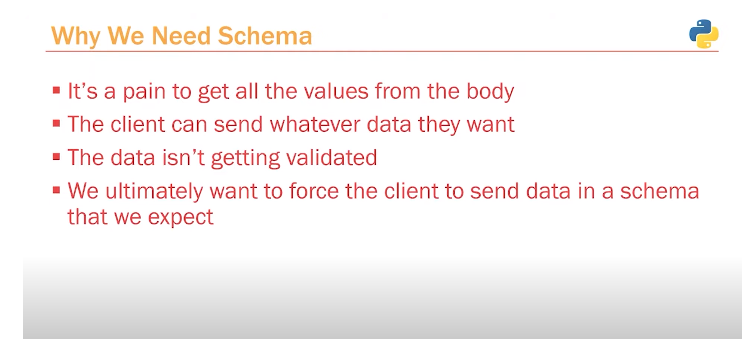 Why We Need Schema
▪ It's a pain to get all the values from the body
▪ The client can send whatever data they want
▪ The data isn't getting validated
▪ We ultimately want to force the client to send data in a schema
that we expect